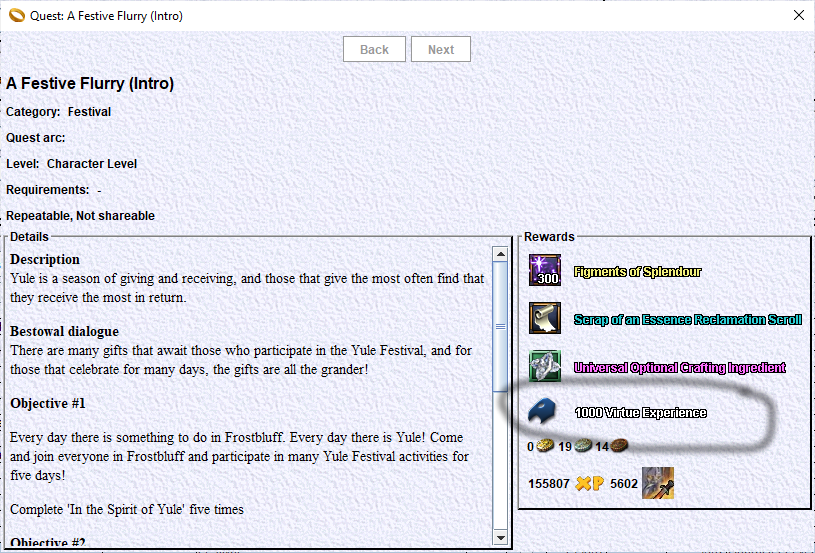 Quest: A Festive Flurry (Intro)
Back Next
A Festive Flurry (Intro)
Category: Festival
Quest arc:
Level: Character Level
Requirements: -
Repeatable, Not shareable
Details
Description
Yule is a season of giving and receiving, and those that give the most often find that
they receive the most in return.
Bestowal dialogue
There are many gifts that await those who participate in the Yule Festival, and for
those that celebrate for many days, the gifts are all the grander!
Objective #1
Every day there is something to do in Frostbluff. Every day there is Yule! Come
and join everyone in Frostbluff and participate in many Yule Festival activities for
five days!
Complete 'In the Spirit of Yule' five times
Objective #2
Rewards
300 Figments of Splendour
Scrap of an Essence Reclamation Scroll
Universal Optional Crafting Ingredient
1000 Virtue Experience
0 19 14
155807 XP 5602